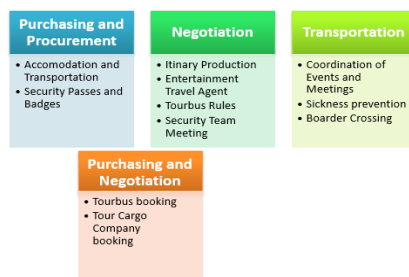 Purchasing and
Procurement
• Accomodation and
Transportation
• Security Passes and
Badges
Negotiation
• Itinary Production
• Entertainment
Travel Agent
• Tourbus Rules
• Security Team
Meeting
Transportation
• Coordination of
Events and
Meetings
• Sickness prevention
• Boarder Crossing
Purchasing and
Negotiation
• Tourbus booking
• Tour Cargo
Company
booking